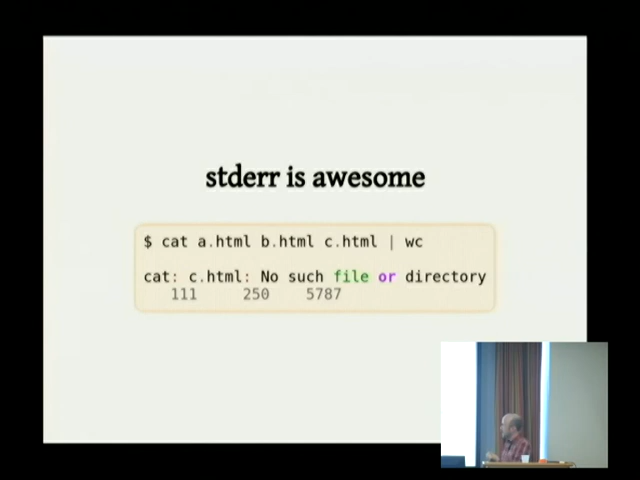 stderr is awesome
$ cat a.html b.html c.html | wc
cat: c.html: No such file or directory
111 250 5787